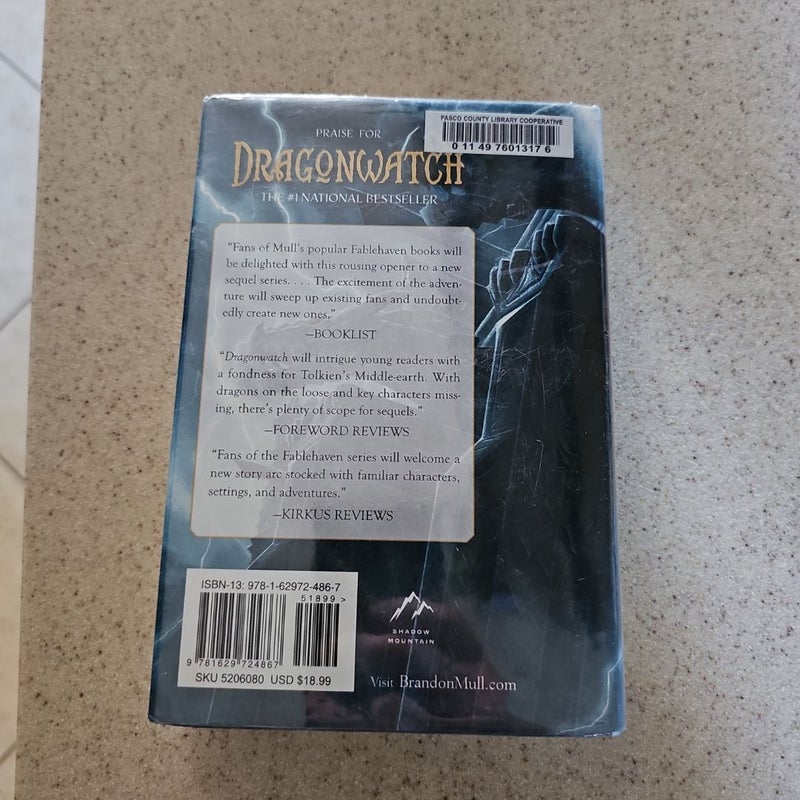 PASCO COUNTY LIBRARY COOPERATIVE
0 11 49 7601317 6
PRAISE FOR
DRAGONWATCH
THE #1 NATIONAL BESTSELLER
“Fans of Mull’s popular Fablehaven books will
be delighted with this rousing opener to a new
sequel series. . . . The excitement of the adven-
ture will sweep up existing fans and undoubt-
edly create new ones.”
—BOOKLIST
“Dragonwatch will intrigue young readers with
a fondness for Tolkien’s Middle-earth. With
dragons on the loose and key characters miss-
ing, there’s plenty of scope for sequels.”
—FOREWORD REVIEWS
“Fans of the Fablehaven series will welcome a
new story arc stocked with familiar characters,
settings, and adventures.”
—KIRKUS REVIEWS
ISBN-13: 978-1-62972-486-7
51899 >
9 781629 724867
SKU 5206080 USD $18.99
SHADOW
MOUNTAIN
Visit BrandonMull.com